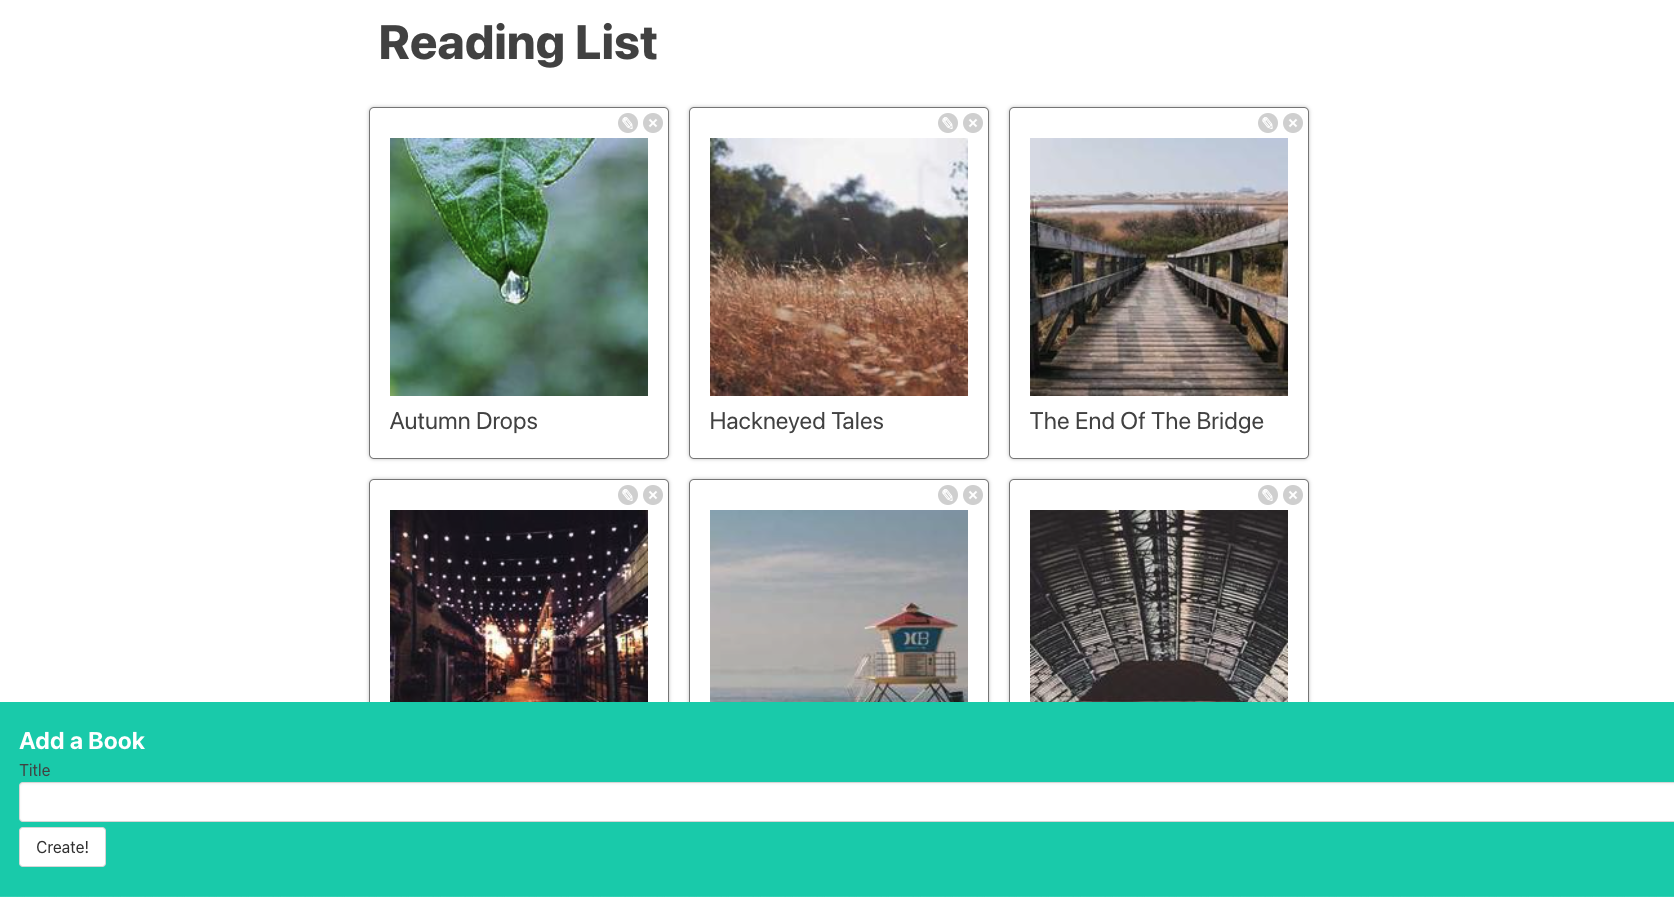 Reading List
Autumn Drops
Hackneyed Tales
The End Of The Bridge
Add a Book
Title
Create!